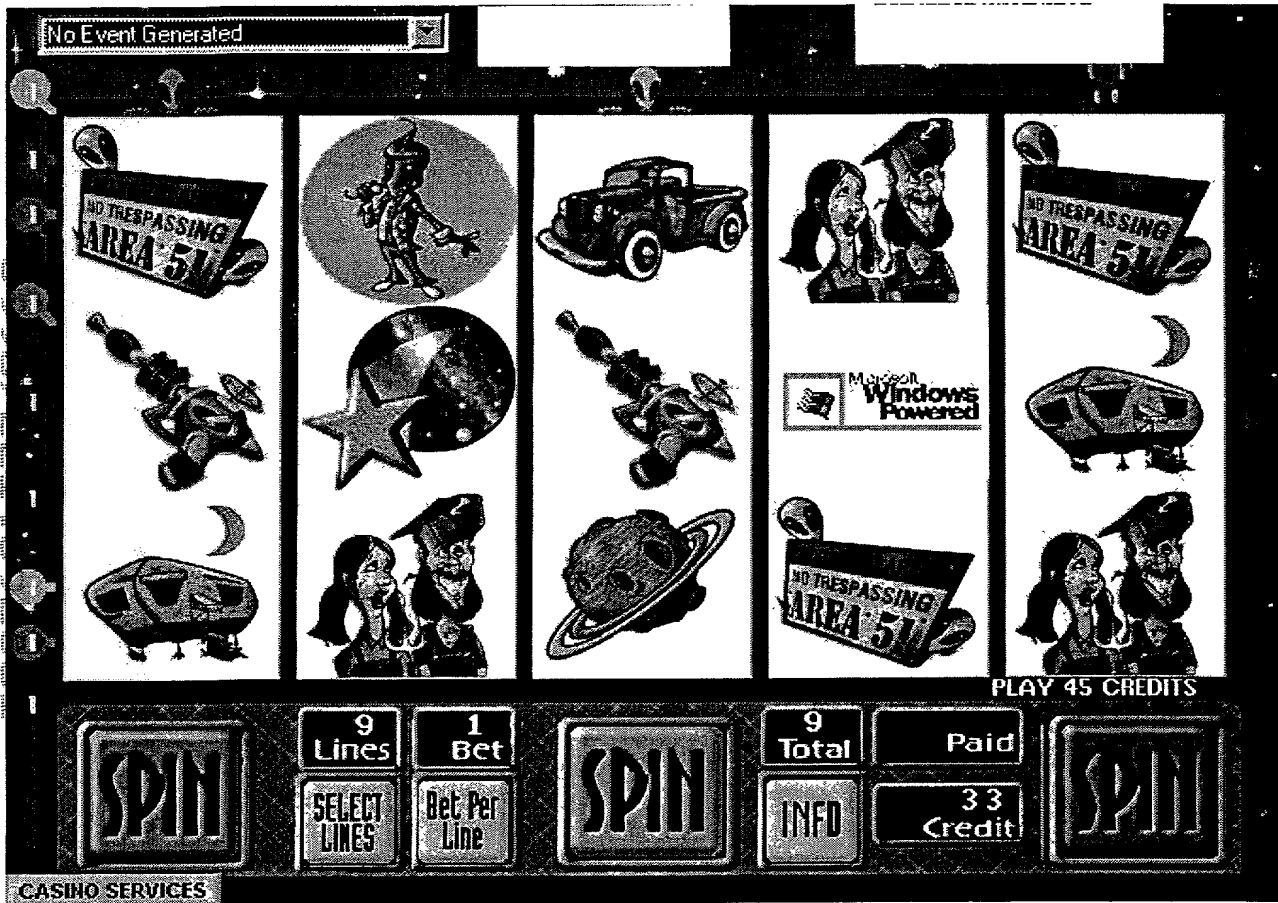 No Event Generated
NO TRESPASSING
AREA 51
NO TRESPASSING
AREA 51
Microsoft
Windows
Powered
NO TRESPASSING
AREA 51
PLAY 45 CREDITS
SPIN
9
Lines
1
Bet
SPIN
9
Total
Paid
SPIN
SELECT
LINES
Bet Per
Line
INFO
33
Credit
CASINO SERVICES